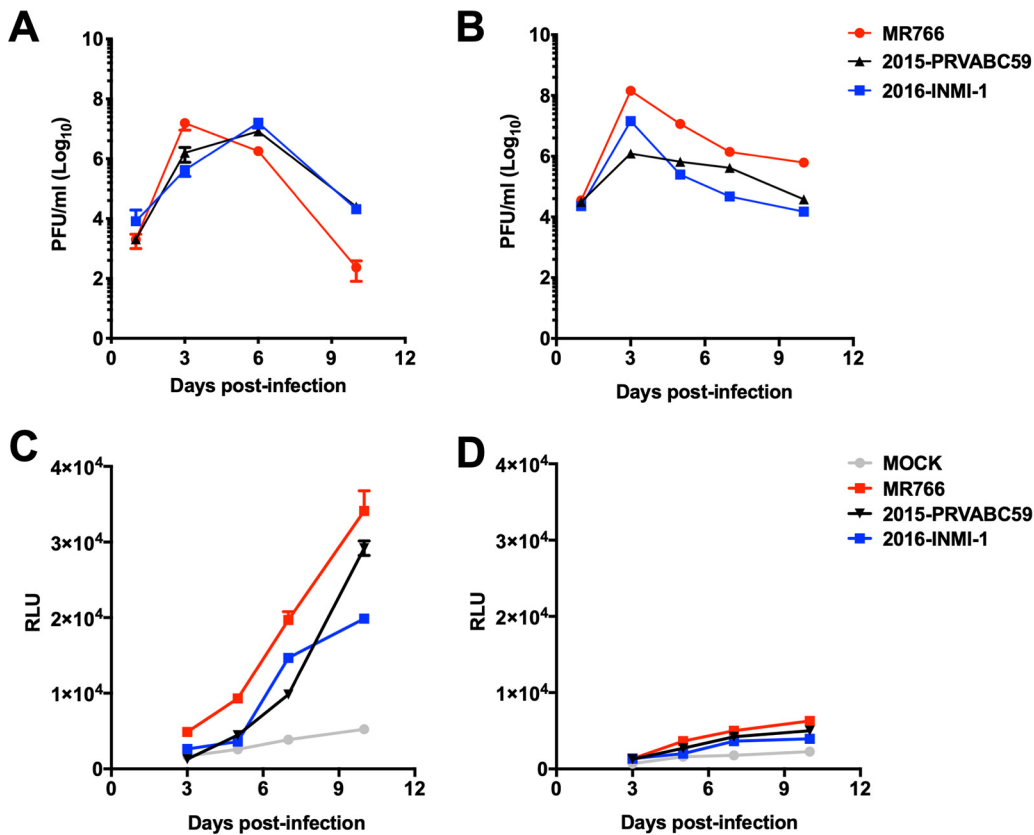 A
10
8
6
4
2
0
PFU/ml (Log₁₀)
0 3 6 9 12
Days post-infection
B
10
8
6
4
2
0
PFU/ml (Log₁₀)
0 3 6 9 12
Days post-infection
MR766
2015-PRVABC59
2016-INMI-1
C
4×10⁴
3×10⁴
2×10⁴
1×10⁴
0
RLU
0 3 6 9 12
Days post-infection
D
4×10⁴
3×10⁴
2×10⁴
1×10⁴
0
RLU
0 3 6 9 12
Days post-infection
MOCK
MR766
2015-PRVABC59
2016-INMI-1